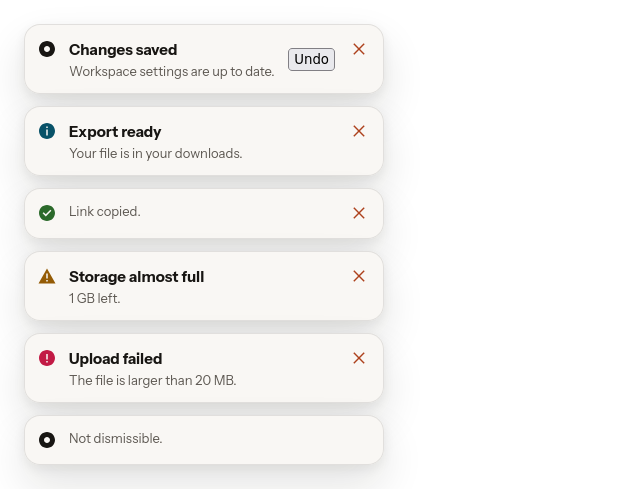 Changes saved
Workspace settings are up to date.
Undo
Export ready
Your file is in your downloads.
Link copied.
Storage almost full
1 GB left.
Upload failed
The file is larger than 20 MB.
Not dismissible.